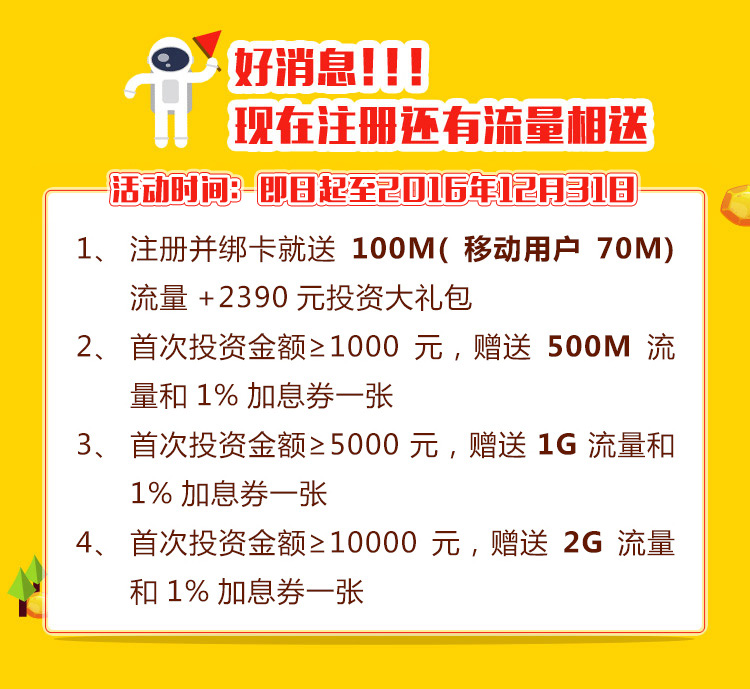 好消息!!!
现在注册还有流量相送
活动时间：即日起至2016年12月31日
1、注册并绑卡就送 100M( 移动用户 70M)
流量 +2390 元投资大礼包
2、首次投资金额≥1000 元，赠送 500M 流
量和 1% 加息券一张
3、首次投资金额≥5000 元，赠送 1G 流量和
1% 加息券一张
4、首次投资金额≥10000 元，赠送 2G 流量
和 1% 加息券一张